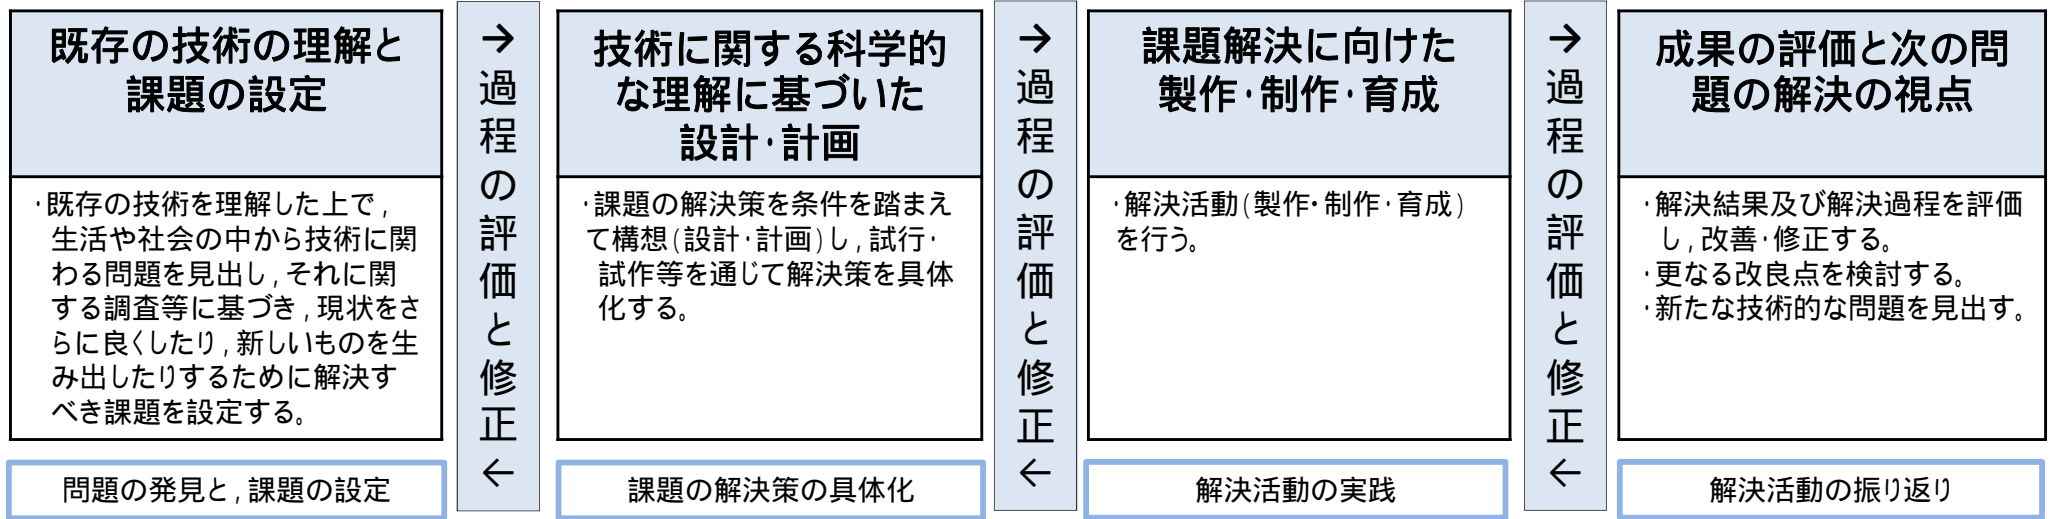 既存の技術の理解と
課題の設定
・既存の技術を理解した上で,
生活や社会の中から技術に関
わる問題を見出し,それに関
する調査等に基づき,現状をさ
らに良くしたり,新しいものを生
み出したりするために解決す
べき課題を設定する。
問題の発見と,課題の設定
→過程の評価と修正←
技術に関する科学的
な理解に基づいた
設計・計画
・課題の解決策を条件を踏まえ
て構想(設計・計画)し,試行・
試作等を通じて解決策を具体
化する。
課題の解決策の具体化
→過程の評価と修正←
課題解決に向けた
製作・制作・育成
・解決活動(製作・制作・育成)
を行う。
解決活動の実践
→過程の評価と修正←
成果の評価と次の問
題の解決の視点
・解決結果及び解決過程を評価
し,改善・修正する。
・更なる改良点を検討する。
・新たな技術的な問題を見出す。
解決活動の振り返り